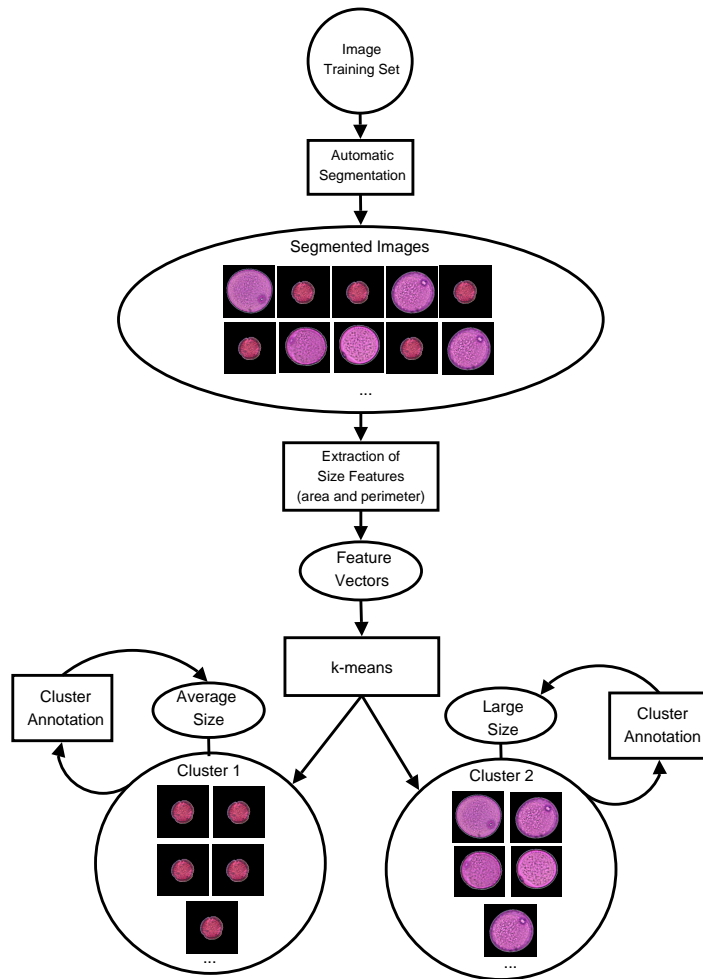 Image
Training Set
Automatic
Segmentation
Segmented Images
...
Extraction of
Size Features
(area and perimeter)
Feature
Vectors
k-means
Cluster
Annotation
Average
Size
Large
Size
Cluster
Annotation
Cluster 1
...
Cluster 2
...